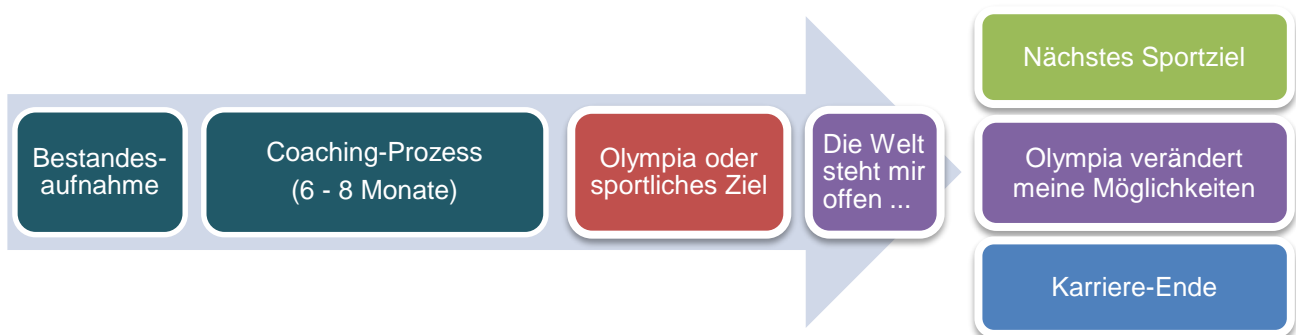 Bestandes-
aufnahme
Coaching-Prozess
(6 - 8 Monate)
Olympia oder
sportliches Ziel
Die Welt
steht mir
offen ...
Nächstes Sportziel
Olympia verändert
meine Möglichkeiten
Karriere-Ende